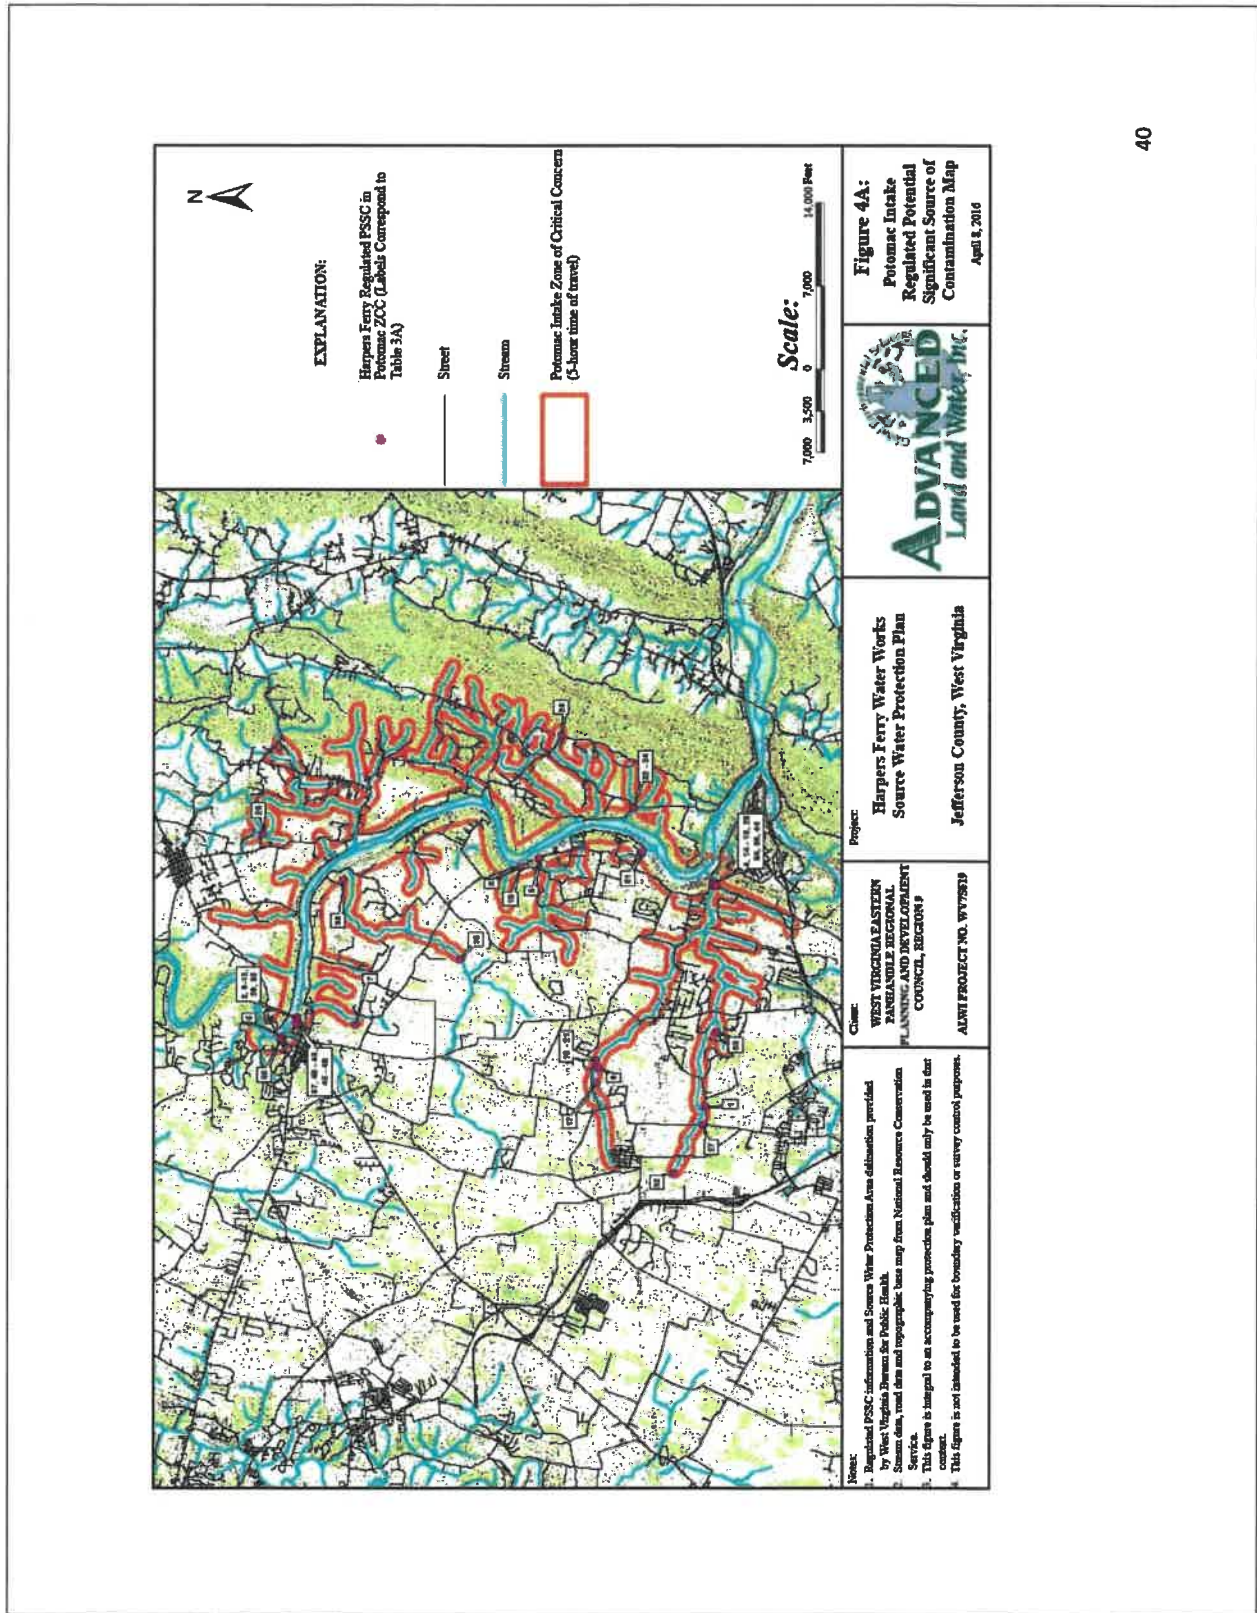 N
EXPLANATION:
Harpers Ferry Regulated PSSC in
Potomac ZCC (Labels Correspond to
Table 3A)
Street
Stream
Potomac Intake Zone of Critical Concern
(5-hour time of travel)
Scale:
7,000 3,500 0 7,000 14,000 Feet
Notes:
1. Regulated PSSC information and Source Water Protection Area delineation provided
by West Virginia Bureau for Public Health.
2. Stream data, road data and topographic base map from National Resource Conservation
Service.
3. This figure is integral to an accompanying protection plan and should only be used in that
context.
4. This figure is not intended to be used for boundary verification or survey control purposes.
Client:
WEST VIRGINIA EASTERN
PANHANDLE REGIONAL
PLANNING AND DEVELOPMENT
COUNCIL, REGION 9
ALWI PROJECT NO. WV7S819
Project:
Harpers Ferry Water Works
Source Water Protection Plan
Jefferson County, West Virginia
ADVANCED
Land and Water, Inc.
Figure 4A:
Potomac Intake
Regulated Potential
Significant Source of
Contamination Map
April 8, 2016
40